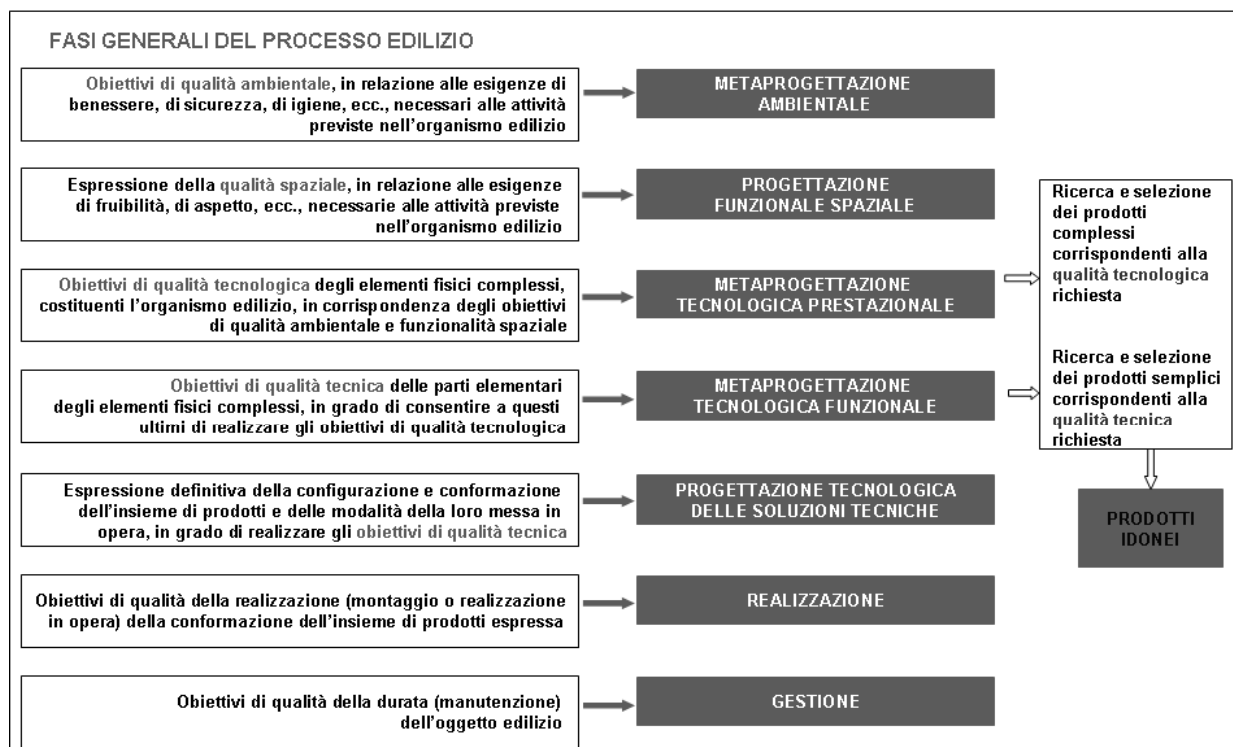 FASI GENERALI DEL PROCESSO EDILIZIO
Obiettivi di qualità ambientale, in relazione alle esigenze di
benessere, di sicurezza, di igiene, ecc., necessari alle attività
previste nell'organismo edilizio
METAPROGETTAZIONE
AMBIENTALE
Espressione della qualità spaziale, in relazione alle esigenze
di fruibilità, di aspetto, ecc., necessarie alle attività previste
nell'organismo edilizio
PROGETTAZIONE
FUNZIONALE SPAZIALE
Obiettivi di qualità tecnologica degli elementi fisici complessi,
costituenti l'organismo edilizio, in corrispondenza degli obiettivi
di qualità ambientale e funzionalità spaziale
METAPROGETTAZIONE
TECNOLOGICA PRESTAZIONALE
Ricerca e selezione
dei prodotti
complessi
corrispondenti alla
qualità tecnologica
richiesta
Obiettivi di qualità tecnica delle parti elementari
degli elementi fisici complessi, in grado di consentire a questi
ultimi di realizzare gli obiettivi di qualità tecnologica
METAPROGETTAZIONE
TECNOLOGICA FUNZIONALE
Ricerca e selezione
dei prodotti semplici
corrispondenti alla
qualità tecnica
richiesta
Espressione definitiva della configurazione e conformazione
dell'insieme di prodotti e delle modalità della loro messa in
opera, in grado di realizzare gli obiettivi di qualità tecnica
PROGETTAZIONE TECNOLOGICA
DELLE SOLUZIONI TECNICHE
PRODOTTI
IDONEI
Obiettivi di qualità della realizzazione (montaggio o realizzazione
in opera) della conformazione dell'insieme di prodotti espressa
REALIZZAZIONE
Obiettivi di qualità della durata (manutenzione)
dell'oggetto edilizio
GESTIONE